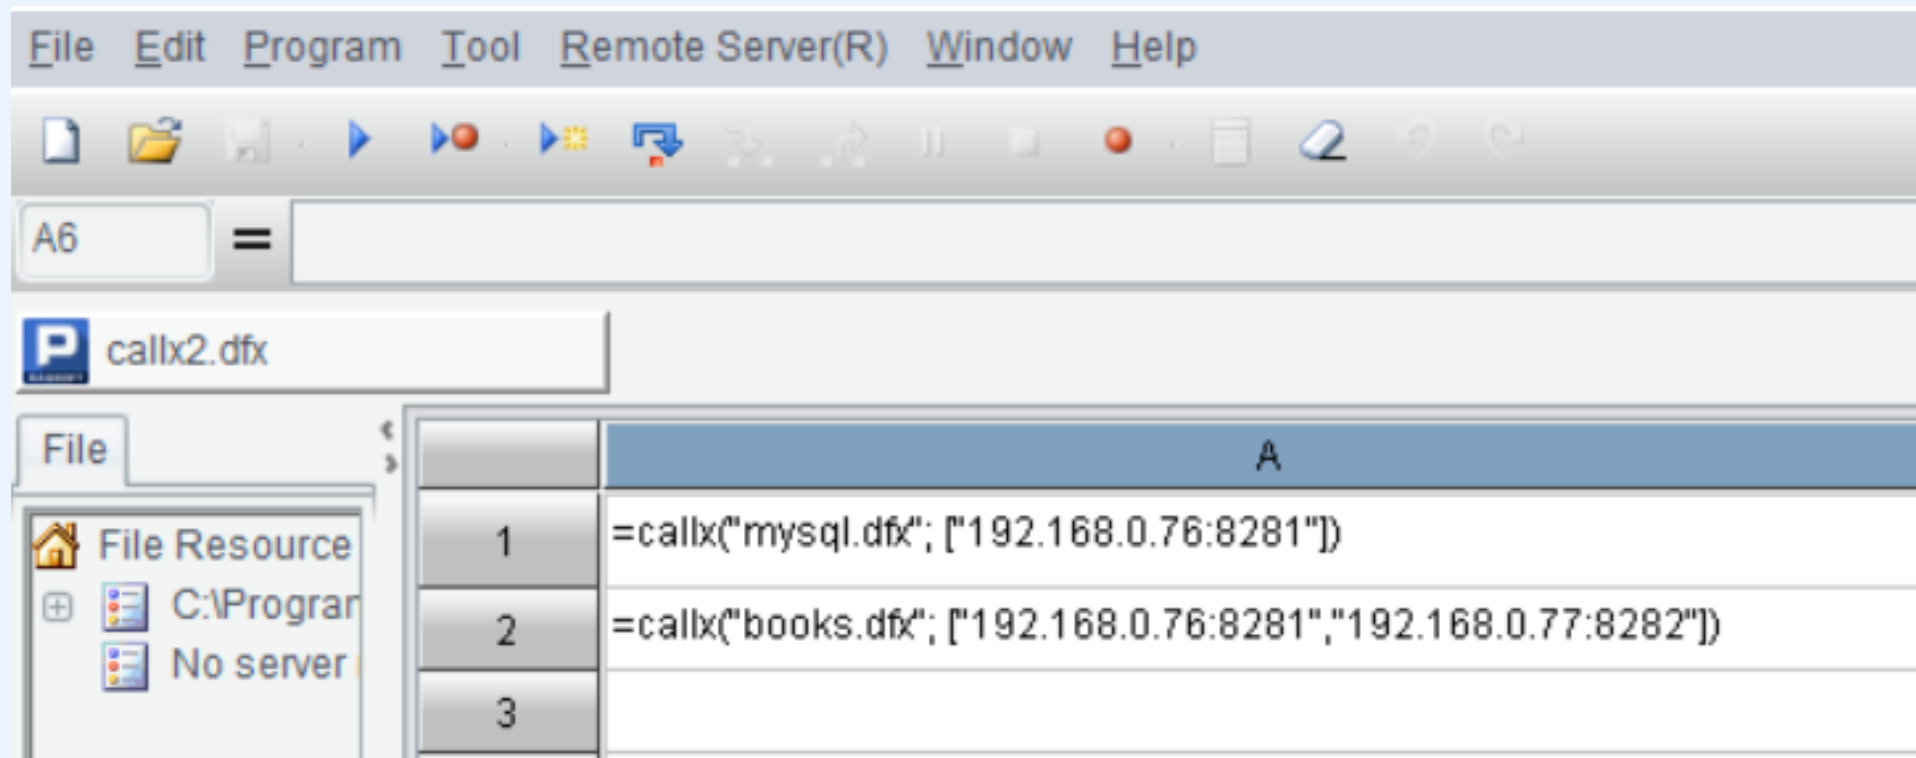 File Edit Program Tool Remote Server(R) Window Help
A6 =
callx2.dfx
File
A
File Resource
C:\Progran
No server
1 =callx("mysql.dfx"; ["192.168.0.76:8281"])
2 =callx("books.dfx"; ["192.168.0.76:8281","192.168.0.77:8282"])
3